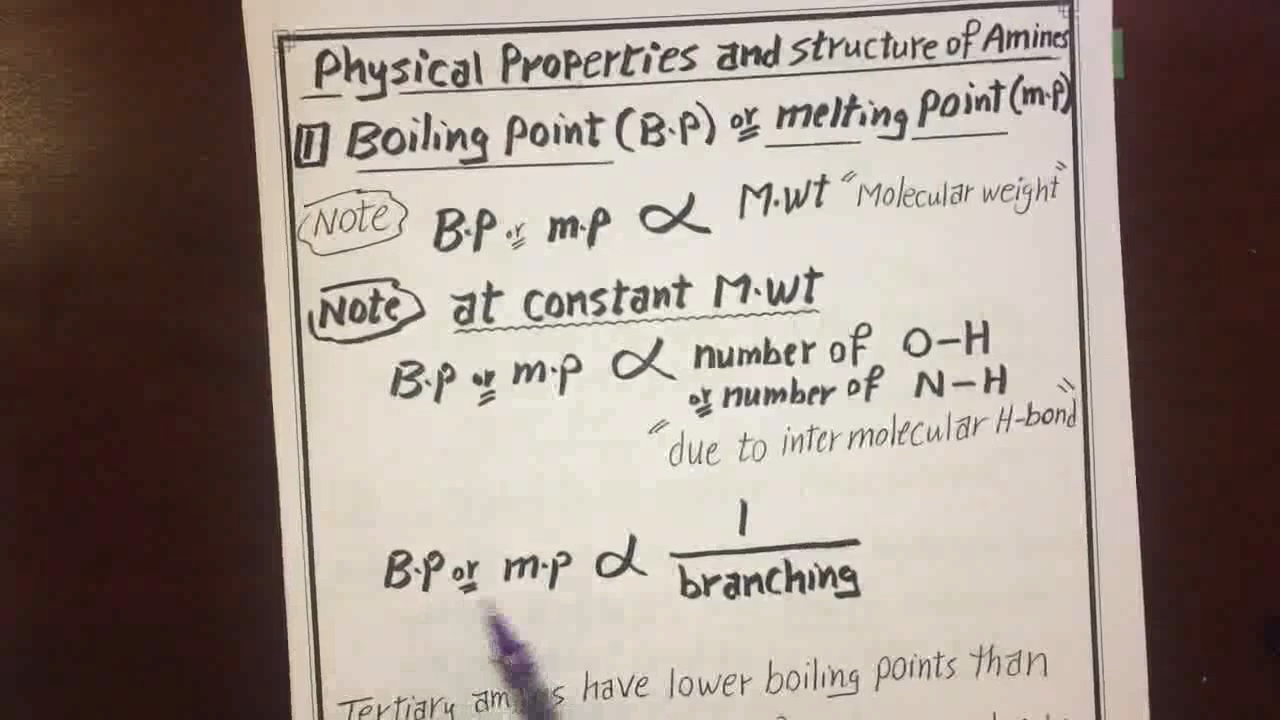 Physical Properties and structure of Amines
1 Boiling Point (B.P) or melting Point (m.p)
Note B.P or m.p ∝ M.wt "Molecular weight"
Note at constant M.wt
B.P or m.p ∝ number of O-H
or number of N-H
"due to intermolecular H-bond"
B.P or m.p ∝ 1
branching
Tertiary have lower boiling points than